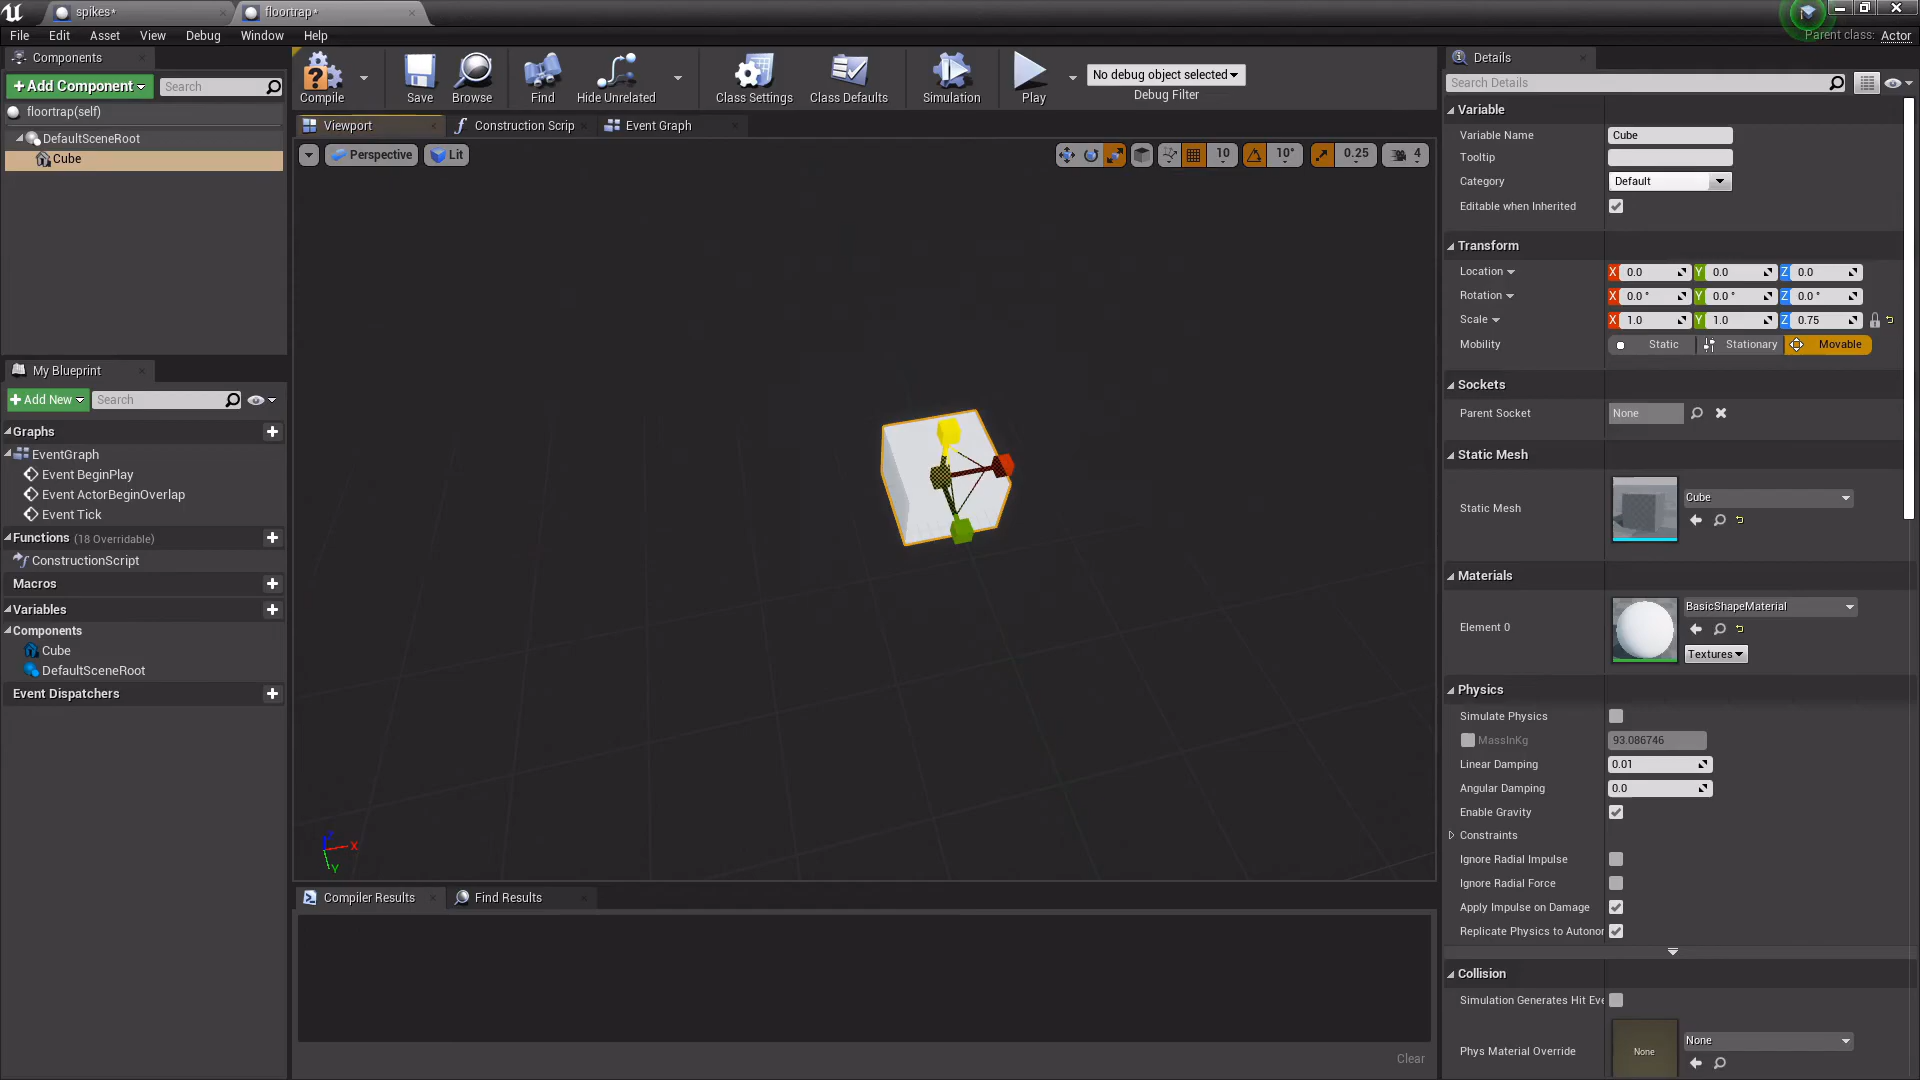 spikes*
floortrap*
File Edit Asset View Debug Window Help
Parent class: Actor
Components
+ Add Component
Search
floortrap(self)
DefaultSceneRoot
Cube
My Blueprint
+ Add New
Search
Graphs
EventGraph
Event BeginPlay
Event ActorBeginOverlap
Event Tick
Functions (18 Overridable)
ConstructionScript
Macros
Variables
Components
Cube
DefaultSceneRoot
Event Dispatchers
Compile
Save
Browse
Find
Hide Unrelated
Class Settings
Class Defaults
Simulation
Play
No debug object selected
Debug Filter
Viewport
Construction Scrip
Event Graph
Perspective
Lit
10
10°
0.25
4
X
Y
Compiler Results
Find Results
Clear
Details
Search Details
Variable
Variable Name Cube
Tooltip
Category Default
Editable when Inherited
Transform
Location X 0.0 Y 0.0 Z 0.0
Rotation X 0.0 ° Y 0.0 ° Z 0.0 °
Scale X 1.0 Y 1.0 Z 0.75
Mobility Static Stationary Movable
Sockets
Parent Socket None
Static Mesh
Static Mesh Cube
Materials
Element 0 BasicShapeMaterial
Textures
Physics
Simulate Physics
MassInKg 93.086746
Linear Damping 0.01
Angular Damping 0.0
Enable Gravity
Constraints
Ignore Radial Impulse
Ignore Radial Force
Apply Impulse on Damage
Replicate Physics to Autonor
Collision
Simulation Generates Hit Eve
Phys Material Override None None